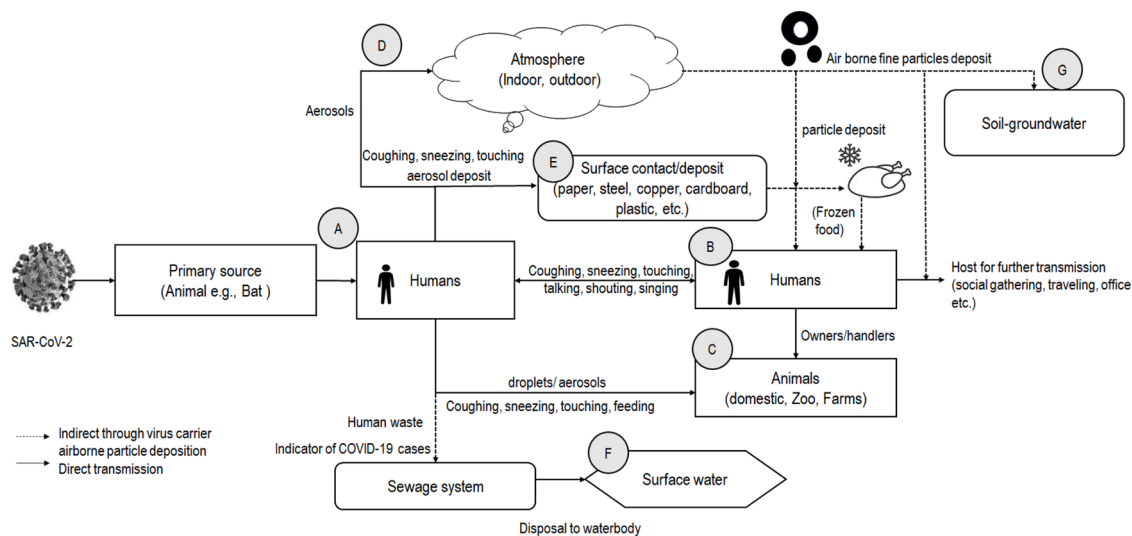 D
Atmosphere
(Indoor, outdoor)
Air borne fine particles deposit
G
Soil-groundwater
Aerosols
particle deposit
Coughing, sneezing, touching
aerosol deposit
E
Surface contact/deposit
(paper, steel, copper, cardboard,
plastic, etc.)
(Frozen
food)
A
B
Primary source
(Animal e.g., Bat )
Humans
Coughing, sneezing, touching,
talking, shouting, singing
Humans
Host for further transmission
(social gathering, traveling, office
etc.)
SAR-CoV-2
Owners/handlers
C
Animals
(domestic, Zoo, Farms)
droplets/ aerosols
Coughing, sneezing, touching, feeding
Human waste
Indicator of COVID-19 cases
Indirect through virus carrier
airborne particle deposition
Direct transmission
F
Sewage system
Surface water
Disposal to waterbody